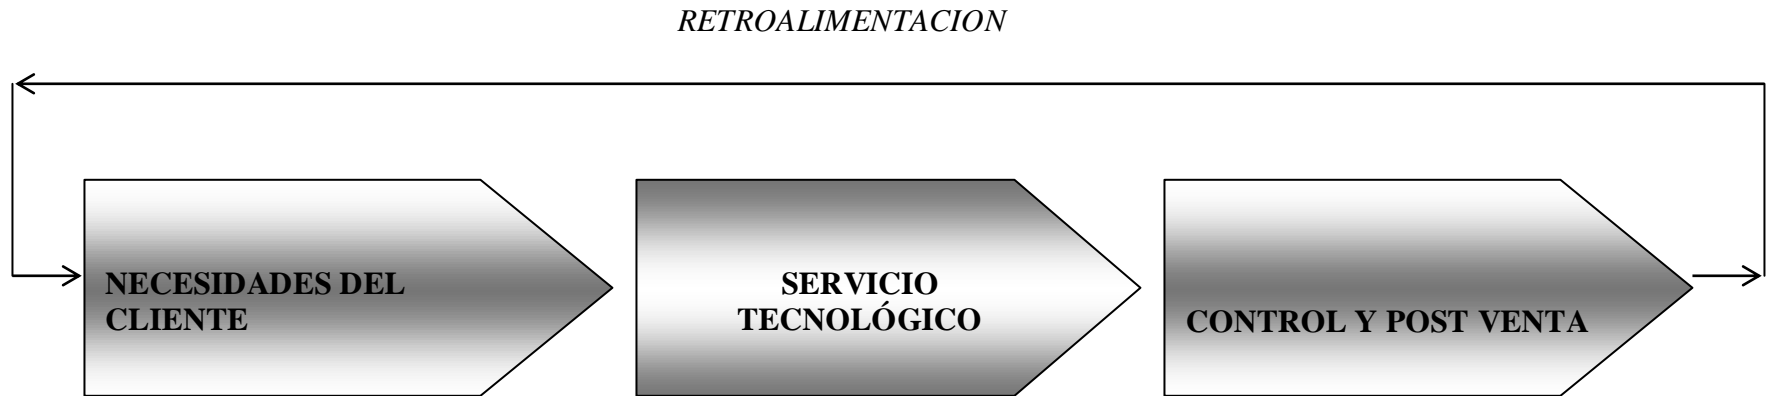 RETROALIMENTACION
NECESIDADES DEL
CLIENTE
SERVICIO
TECNOLÓGICO
CONTROL Y POST VENTA